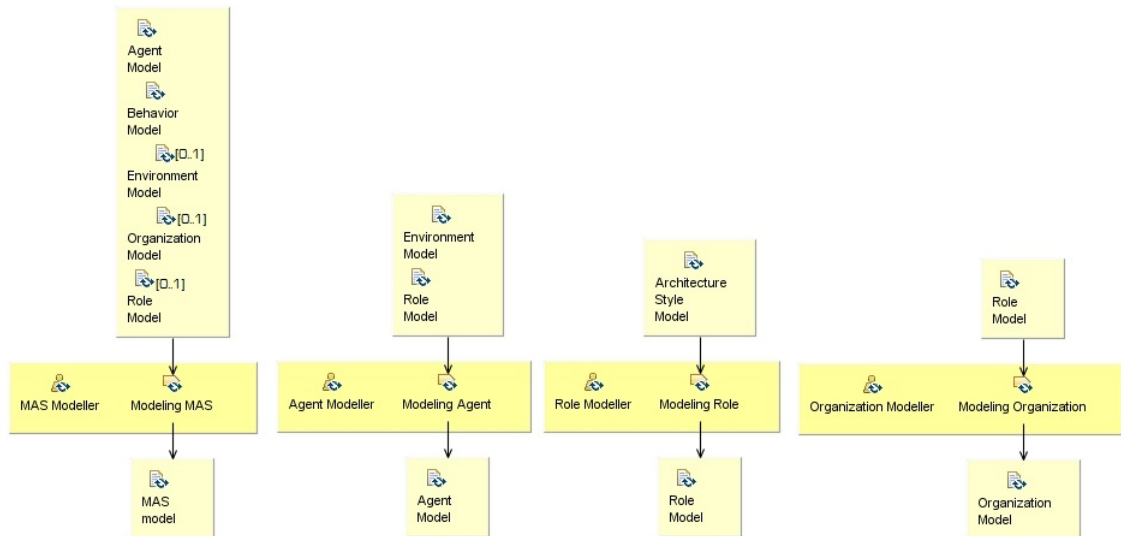 Agent
Model
Behavior
Model
[0..1]
Environment
Model
[0..1]
Organization
Model
[0..1]
Role
Model
MAS Modeller
Modeling MAS
MAS
model
Environment
Model
Role
Model
Agent Modeller
Modeling Agent
Agent
Model
Architecture
Style
Model
Role Modeller
Modeling Role
Role
Model
Role
Model
Organization Modeller
Modeling Organization
Organization
Model